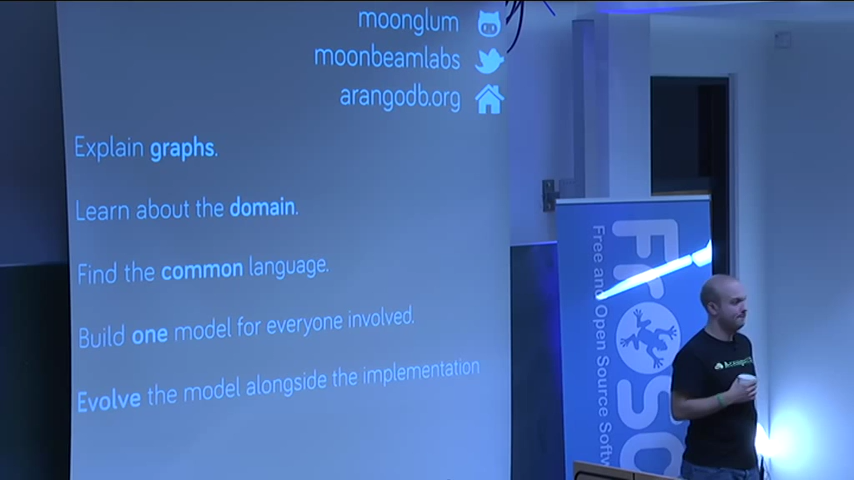 moonglum
moonbeamlabs
arangodb.org
Explain graphs.
Learn about the domain.
Find the common language.
Build one model for everyone involved.
Evolve the model alongside the implementation
FrOSC
Free and Open Source Softw